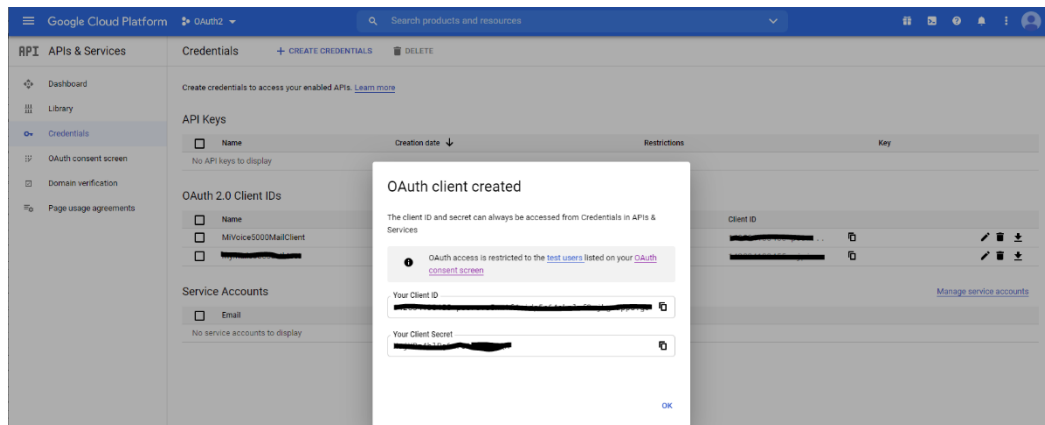 Google Cloud Platform
OAuth2
Search products and resources
API APIs & Services
Credentials
+ CREATE CREDENTIALS
DELETE
Dashboard
Library
Credentials
OAuth consent screen
Domain verification
Page usage agreements
Create credentials to access your enabled APIs. Learn more
API Keys
Name
Creation date
Restrictions
Key
No API keys to display
OAuth 2.0 Client IDs
Name
Client ID
MiVoice5000MailClient
Service Accounts
Manage service accounts
Email
No service accounts to display
OAuth client created
The client ID and secret can always be accessed from Credentials in APIs &
Services
OAuth access is restricted to the test users listed on your OAuth
consent screen
Your Client ID
Your Client Secret
OK